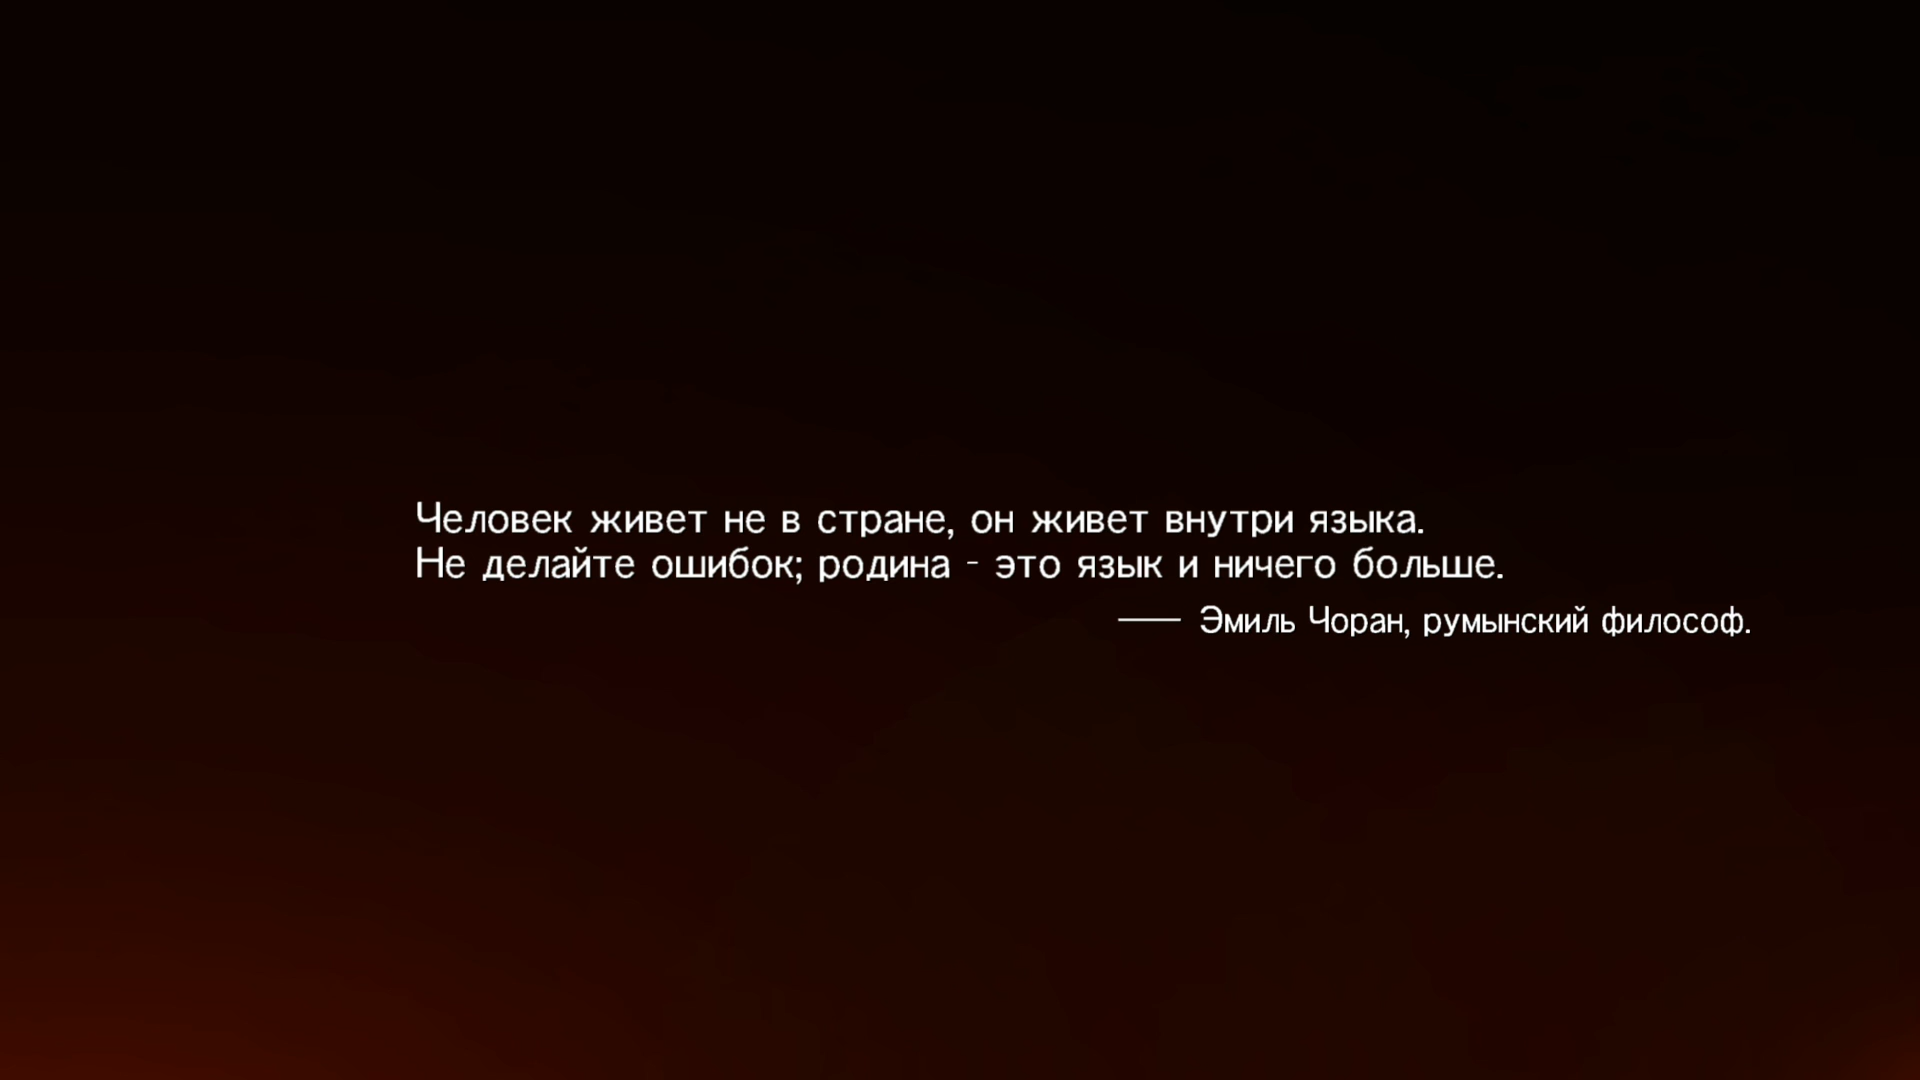 Человек живет не в стране, он живет внутри языка.
Не делайте ошибок; родина - это язык и ничего больше.
—— Эмиль Чоран, румынский философ.